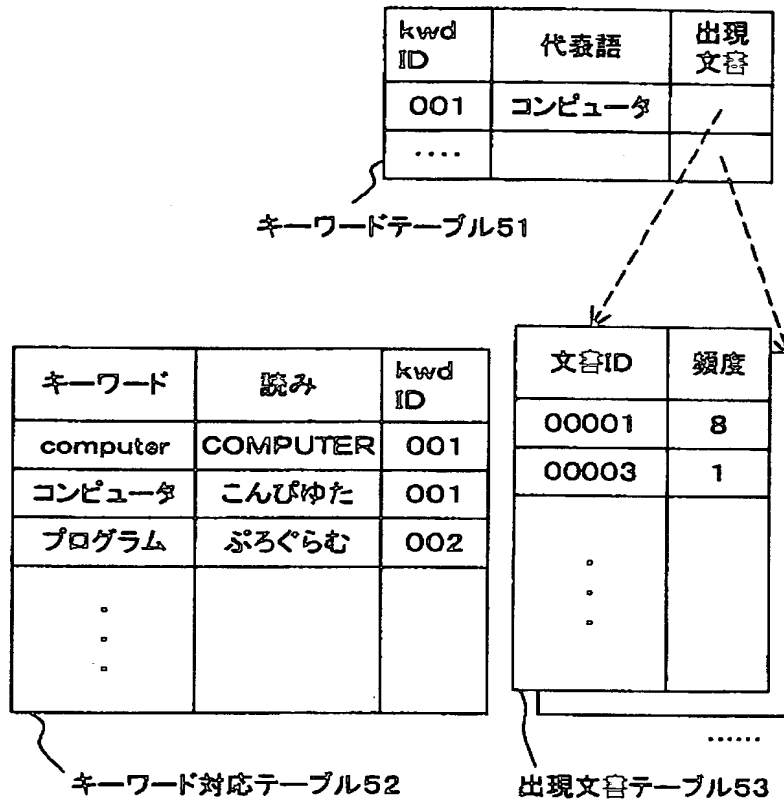 kwd ID 代表語 出現文書
001 コンピュータ
....
キーワードテーブル51
キーワード 読み kwd ID
computer COMPUTER 001
コンピュータ こんぴゆた 001
プログラム ぷろぐらむ 002
文書ID 頻度
00001 8
00003 1
......
キーワード対応テーブル52
出現文書テーブル53